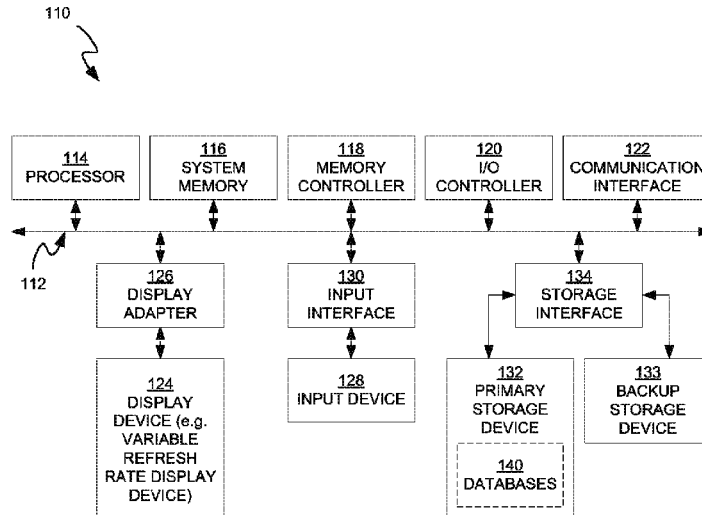 110
114
PROCESSOR
116
SYSTEM
MEMORY
118
MEMORY
CONTROLLER
120
I/O
CONTROLLER
122
COMMUNICATION
INTERFACE
112
126
DISPLAY
ADAPTER
130
INPUT
INTERFACE
134
STORAGE
INTERFACE
124
DISPLAY
DEVICE (e.g.
VARIABLE
REFRESH
RATE DISPLAY
DEVICE)
128
INPUT DEVICE
132
PRIMARY
STORAGE
DEVICE
140
DATABASES
133
BACKUP
STORAGE
DEVICE